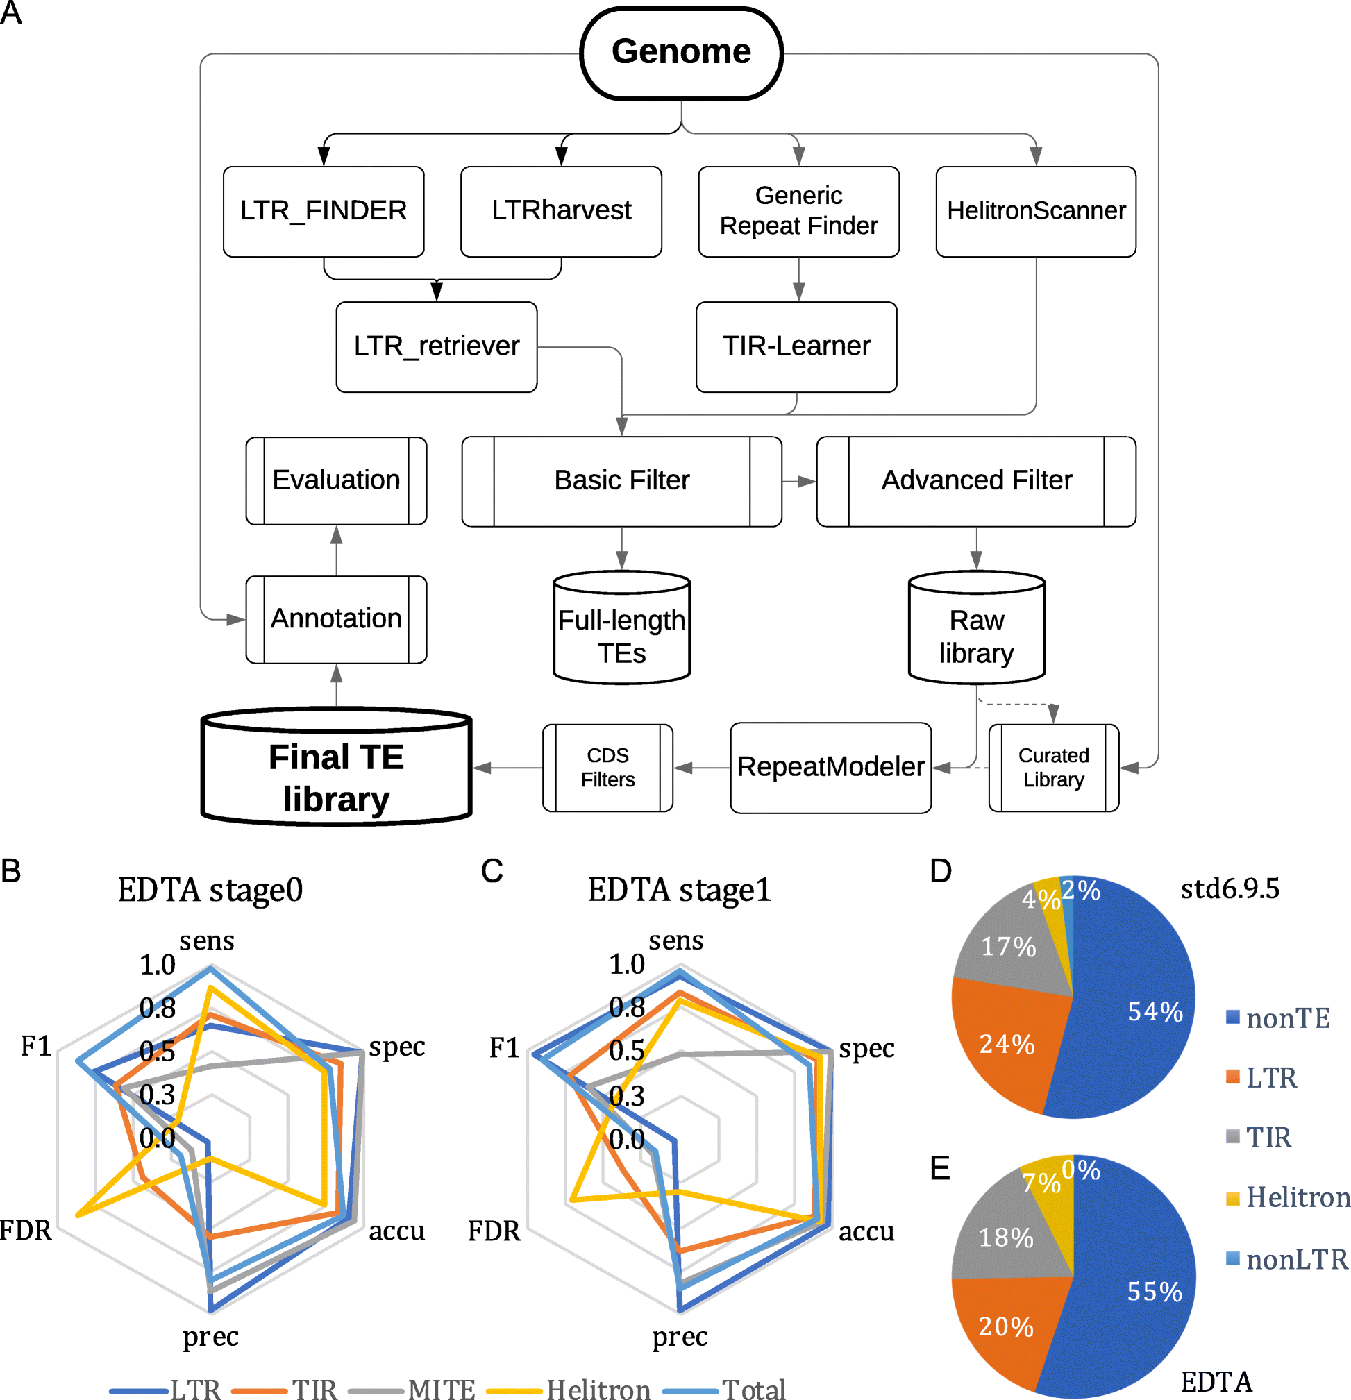 A
Genome
LTR_FINDER
LTRharvest
Generic
Repeat Finder
HelitronScanner
LTR_retriever
TIR-Learner
Evaluation
Basic Filter
Advanced Filter
Annotation
Full-length
TEs
Raw
library
Final TE
library
CDS
Filters
RepeatModeler
Curated
Library
B
EDTA stage0
sens
1.0
0.8
0.5
0.3
0.0
F1
spec
FDR
accu
prec
C
EDTA stage1
sens
1.0
0.8
0.5
0.3
0.0
F1
spec
FDR
accu
prec
LTR
TIR
MITE
Helitron
Total
D
std6.9.5
4%
2%
17%
54%
24%
nonTE
LTR
TIR
Helitron
nonLTR
E
7%
0%
18%
55%
20%
EDTA